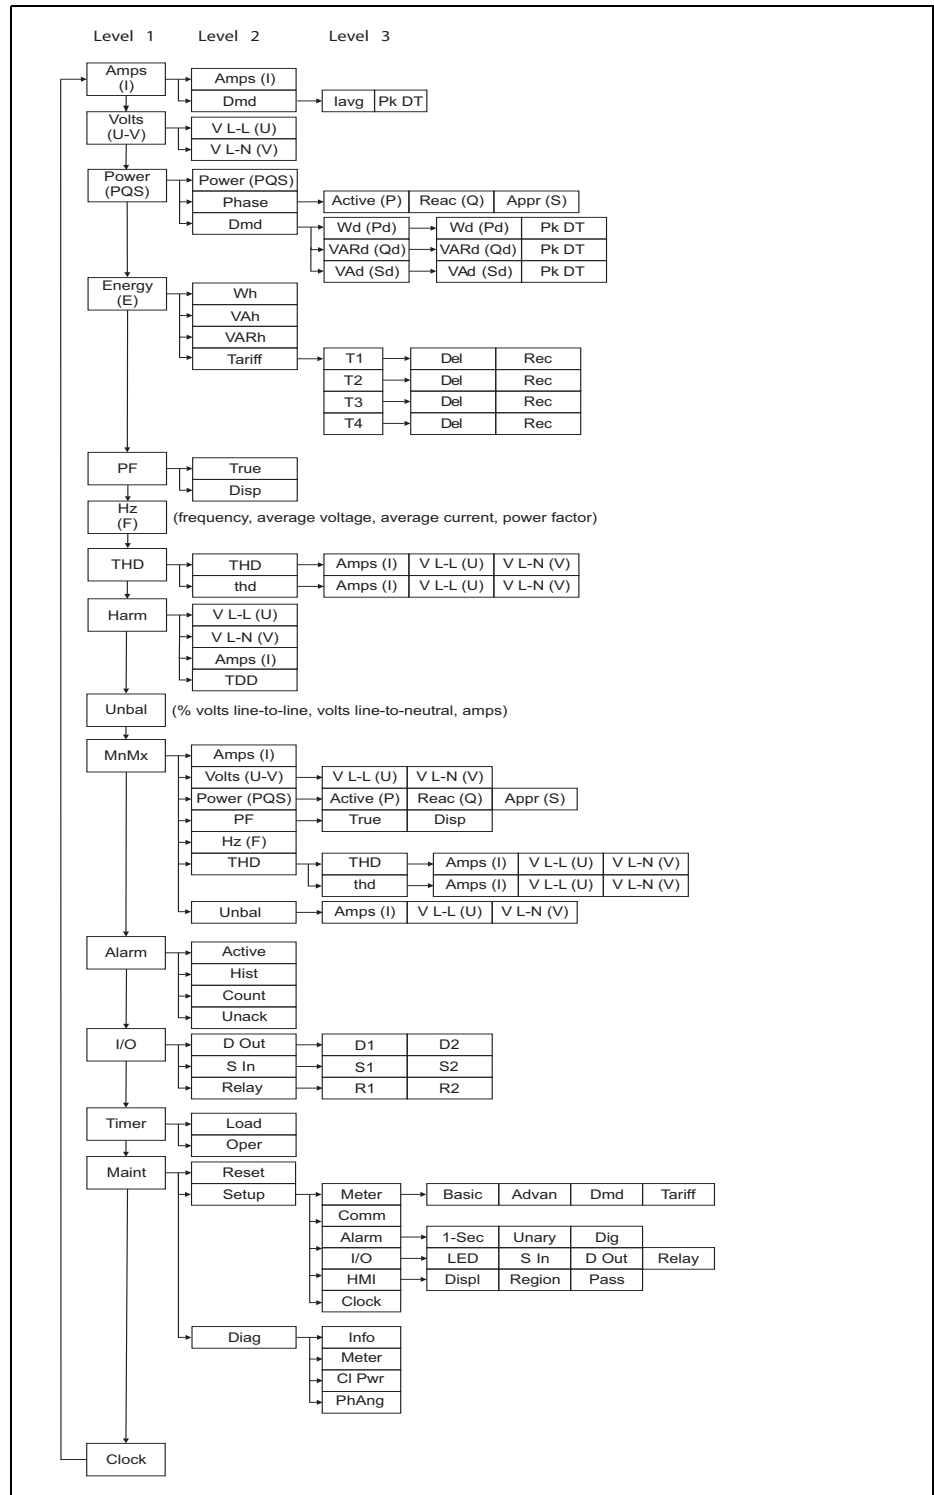 Level 1 Level 2 Level 3
Amps (I) Amps (I)
Dmd Iavg Pk DT
Volts (U-V) V L-L (U)
V L-N (V)
Power (PQS) Power (PQS)
Phase Active (P) Reac (Q) Appr (S)
Dmd Wd (Pd) Wd (Pd) Pk DT
VARd (Qd) VARd (Qd) Pk DT
VAd (Sd) VAd (Sd) Pk DT
Energy (E) Wh
VAh
VARh
Tariff T1 Del Rec
T2 Del Rec
T3 Del Rec
T4 Del Rec
PF True
Disp
Hz (F) (frequency, average voltage, average current, power factor)
THD THD Amps (I) V L-L (U) V L-N (V)
thd Amps (I) V L-L (U) V L-N (V)
Harm V L-L (U)
V L-N (V)
Amps (I)
TDD
Unbal (% volts line-to-line, volts line-to-neutral, amps)
MnMx Amps (I)
Volts (U-V) V L-L (U) V L-N (V)
Power (PQS) Active (P) Reac (Q) Appr (S)
PF True Disp
Hz (F)
THD THD Amps (I) V L-L (U) V L-N (V)
thd Amps (I) V L-L (U) V L-N (V)
Unbal Amps (I) V L-L (U) V L-N (V)
Alarm Active
Hist
Count
Unack
I/O D Out D1 D2
S In S1 S2
Relay R1 R2
Timer Load
Oper
Maint Reset
Setup Meter Basic Advan Dmd Tariff
Comm
Alarm 1-Sec Unary Dig
I/O LED S In D Out Relay
HMI Displ Region Pass
Clock
Diag Info
Meter
Cl Pwr
PhAng
Clock